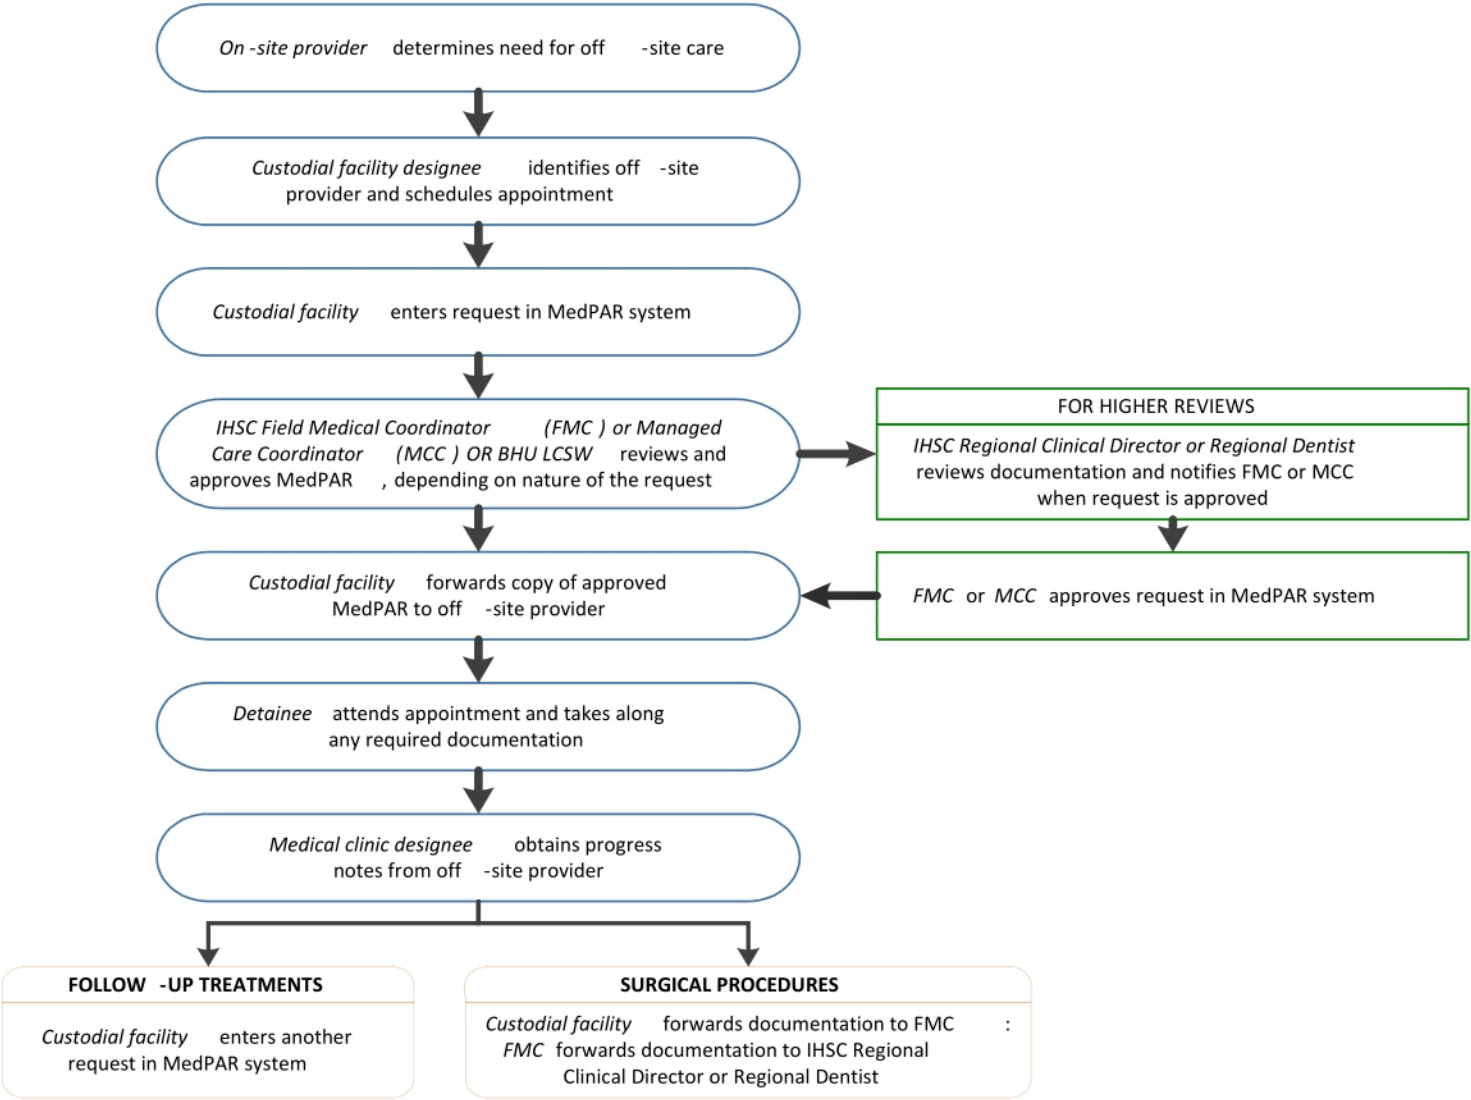 On -site provider determines need for off -site care
Custodial facility designee identifies off -site
provider and schedules appointment
Custodial facility enters request in MedPAR system
IHSC Field Medical Coordinator (FMC ) or Managed
Care Coordinator (MCC ) OR BHU LCSW reviews and
approves MedPAR , depending on nature of the request
FOR HIGHER REVIEWS
IHSC Regional Clinical Director or Regional Dentist
reviews documentation and notifies FMC or MCC
when request is approved
Custodial facility forwards copy of approved
MedPAR to off -site provider
FMC or MCC approves request in MedPAR system
Detainee attends appointment and takes along
any required documentation
Medical clinic designee obtains progress
notes from off -site provider
FOLLOW -UP TREATMENTS
Custodial facility enters another
request in MedPAR system
SURGICAL PROCEDURES
Custodial facility forwards documentation to FMC :
FMC forwards documentation to IHSC Regional
Clinical Director or Regional Dentist